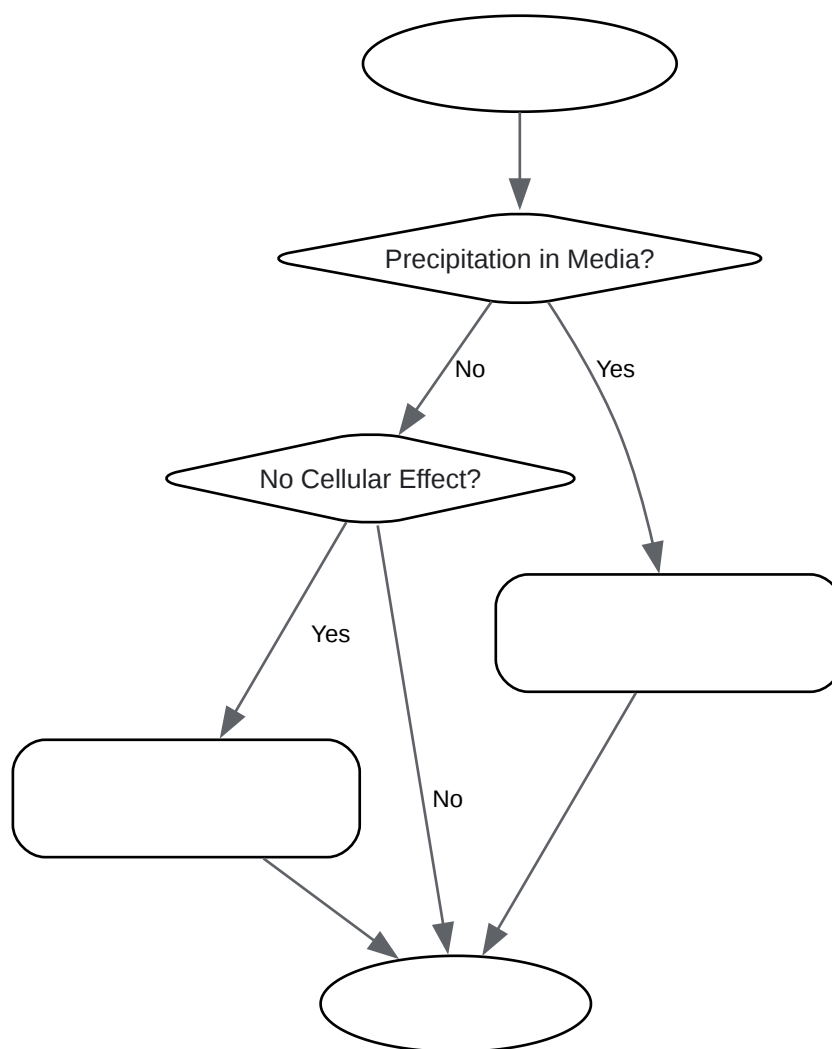 Precipitation in Media?
No
Yes
No Cellular Effect?
Yes
No